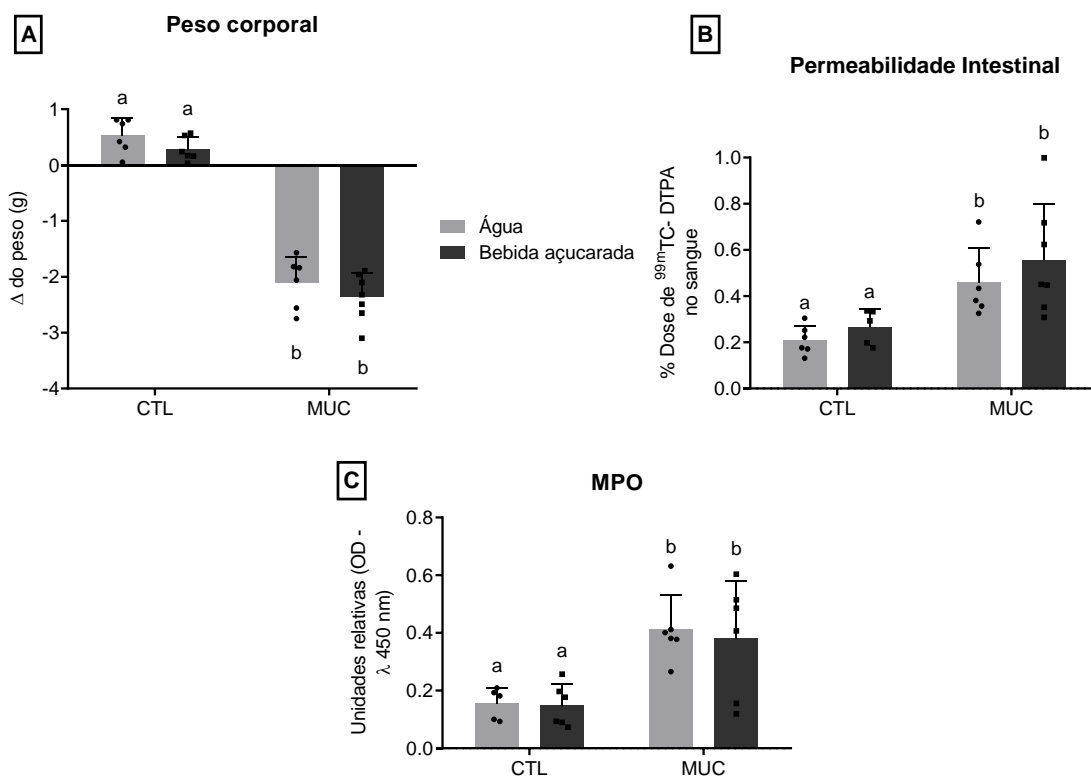 A
Peso corporal
a
a
1
0
-1
-2
-3
-4
Δ do peso (g)
b
b
CTL
MUC
Água
Bebida açucarada
B
Permeabilidade Intestinal
b
b
a
a
1.0
0.8
0.6
0.4
0.2
0.0
% Dose de ⁹⁹ᵐTC- DTPA
no sangue
CTL
MUC
C
MPO
b
b
a
a
0.8
0.6
0.4
0.2
0.0
Unidades relativas (OD -
λ 450 nm)
CTL
MUC